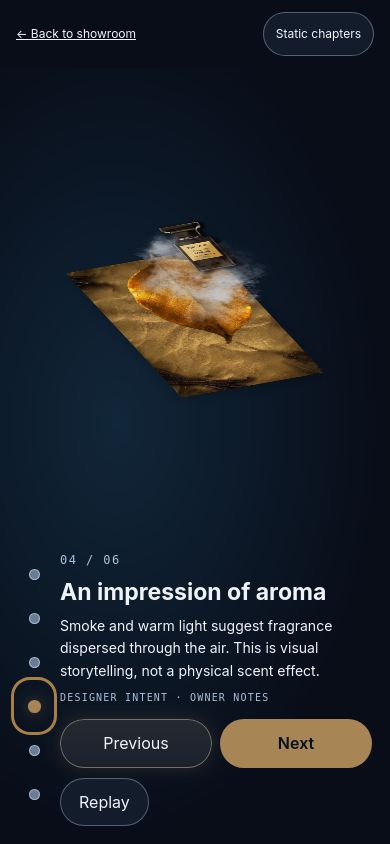 ← Back to showroom
Static chapters
04 / 06
An impression of aroma
Smoke and warm light suggest fragrance
dispersed through the air. This is visual
storytelling, not a physical scent effect.
DESIGNER INTENT · OWNER NOTES
Previous
Next
Replay